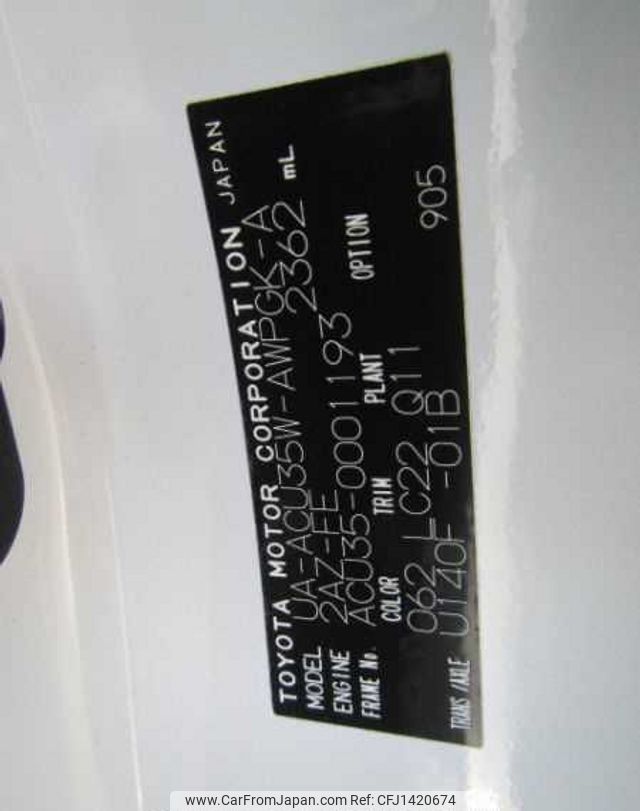 TOYOTA MOTOR CORPORATION JAPAN
MODEL UA-ACU35W-AWPGK-A
ENGINE 2AZ-FE 2362 mL
FRAME No. ACU35-0001193
COLOR TRIM PLANT OPTION
062 LC22 Q11
TRANS/AXLE U140F -01B 905
www.CarFromJapan.com Ref: CFJ1420674